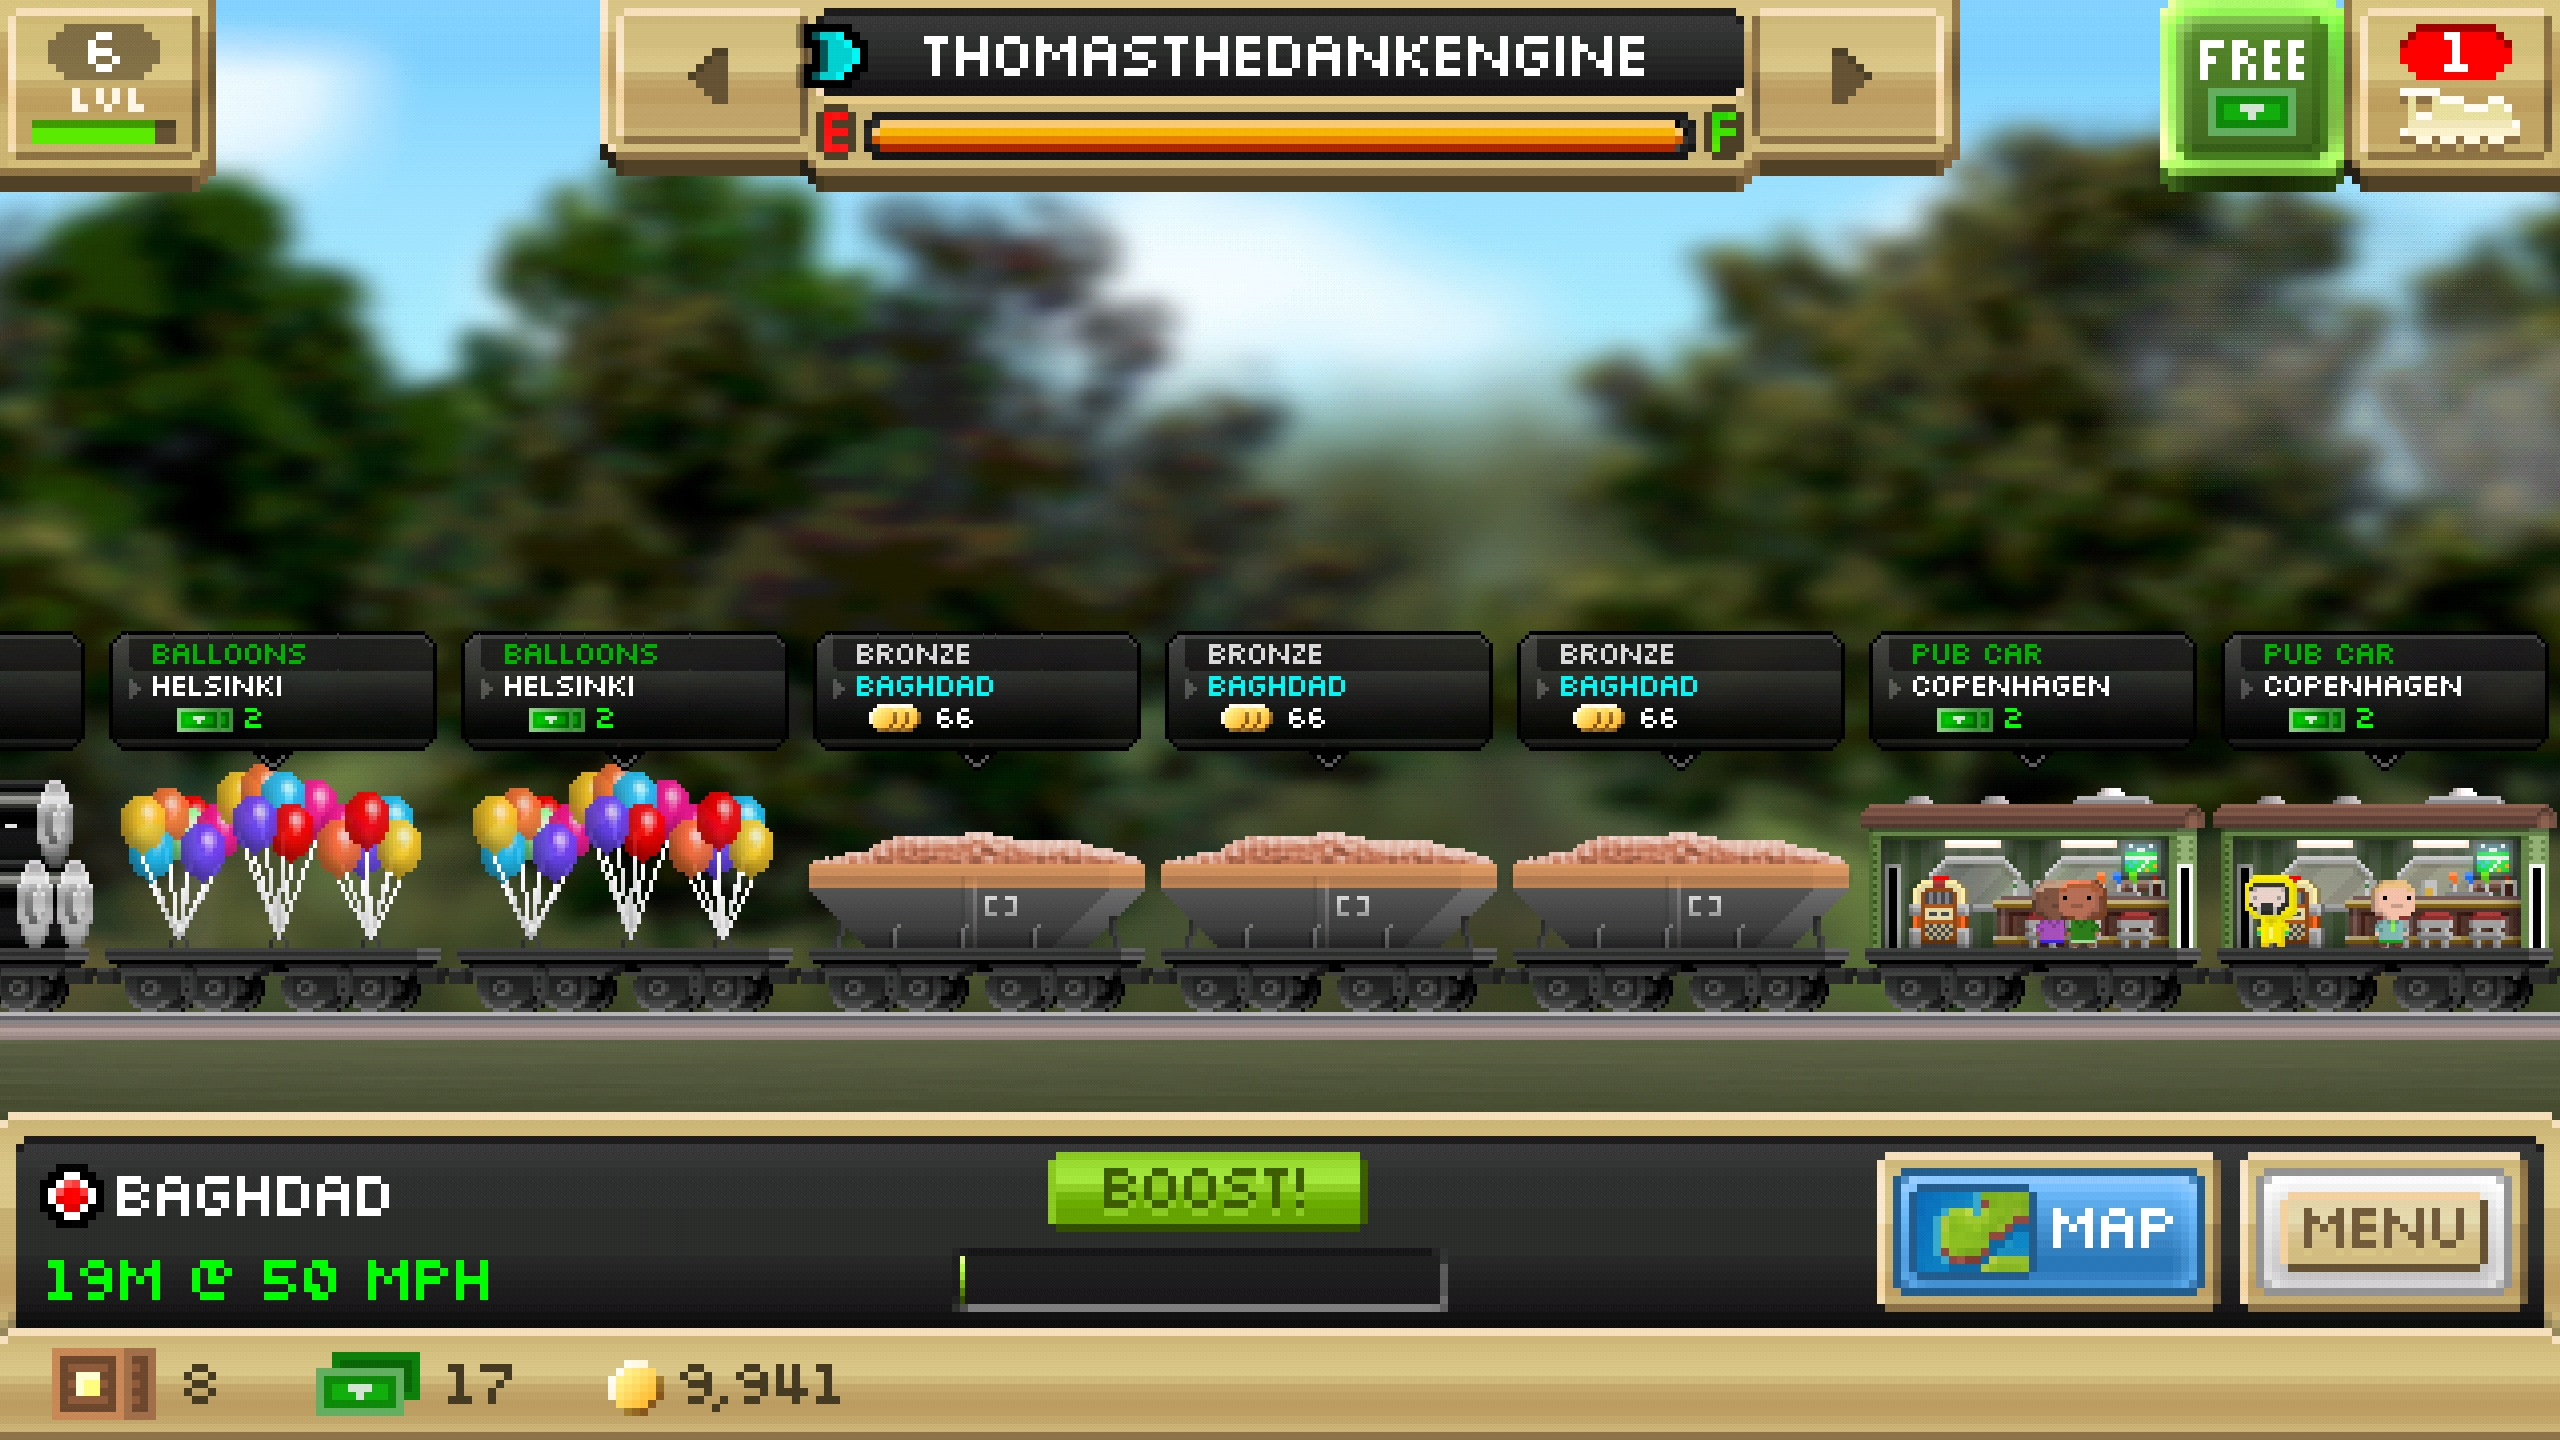 6
LVL
THOMASTHEDANKENGINE
E F
FREE
1
BALLOONS
HELSINKI
2
BALLOONS
HELSINKI
2
BRONZE
BAGHDAD
66
BRONZE
BAGHDAD
66
BRONZE
BAGHDAD
66
PUB CAR
COPENHAGEN
2
PUB CAR
COPENHAGEN
2
BAGHDAD
19M @ 50 MPH
BOOST!
MAP
MENU
8 17 9,941